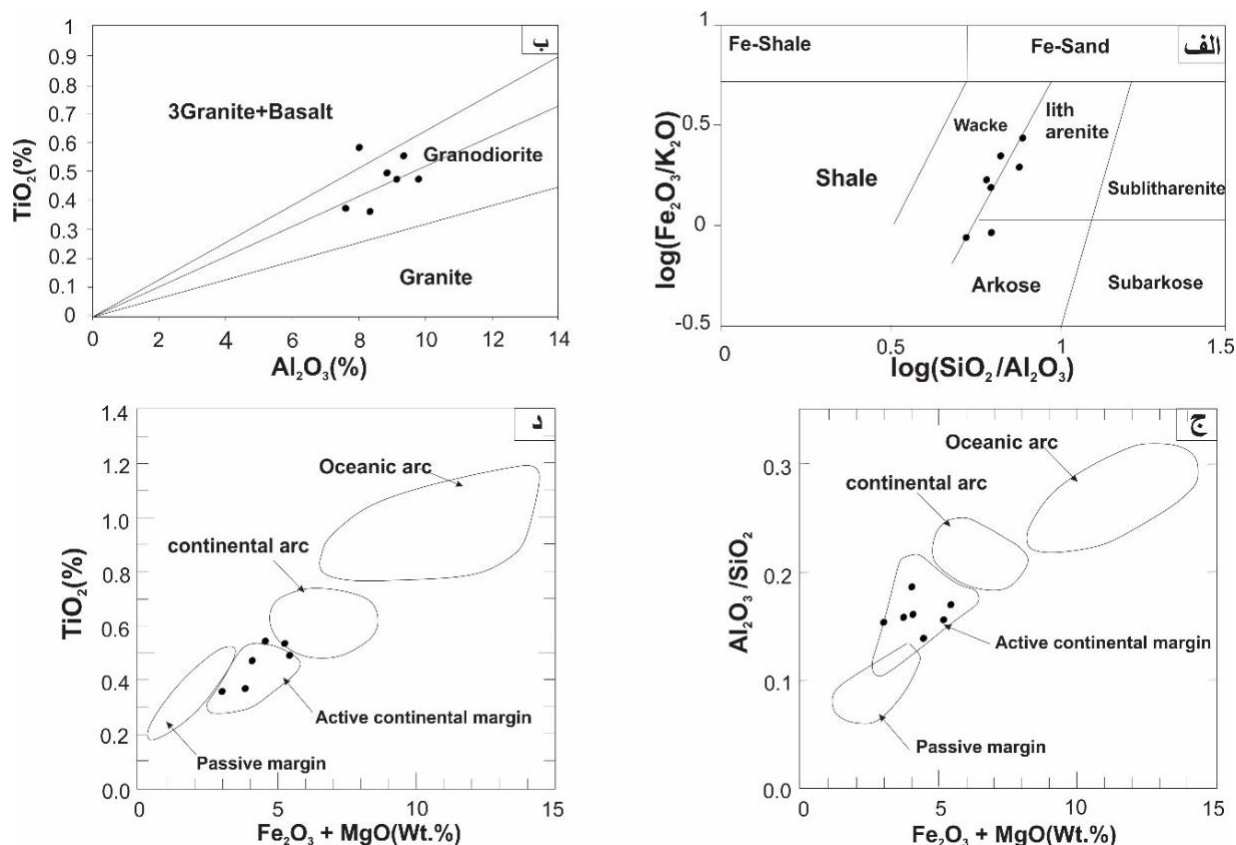 الف
Fe-Shale
Fe-Sand
Wacke
lith
arenite
Shale
Sublitharenite
Arkose
Subarkose
0.5
0
-0.5
0
0.5
1
1.5
log(Fe₂O₃/K₂O)
log(SiO₂/Al₂O₃)
ب
1
0.9
0.8
0.7
0.6
0.5
0.4
0.3
0.2
0.1
0
3Granite+Basalt
Granodiorite
Granite
0 2 4 6 8 10 12 14
TiO₂(%)
Al₂O₃(%)
ج
Oceanic arc
continental arc
Active continental margin
Passive margin
0.3
0.2
0.1
0.0
0 5 10 15
Al₂O₃/SiO₂
Fe₂O₃ + MgO(Wt.%)
د
Oceanic arc
continental arc
Active continental margin
Passive margin
1.4
1.2
1.0
0.8
0.6
0.4
0.2
0.0
0 5 10 15
TiO₂(%)
Fe₂O₃ + MgO(Wt.%)